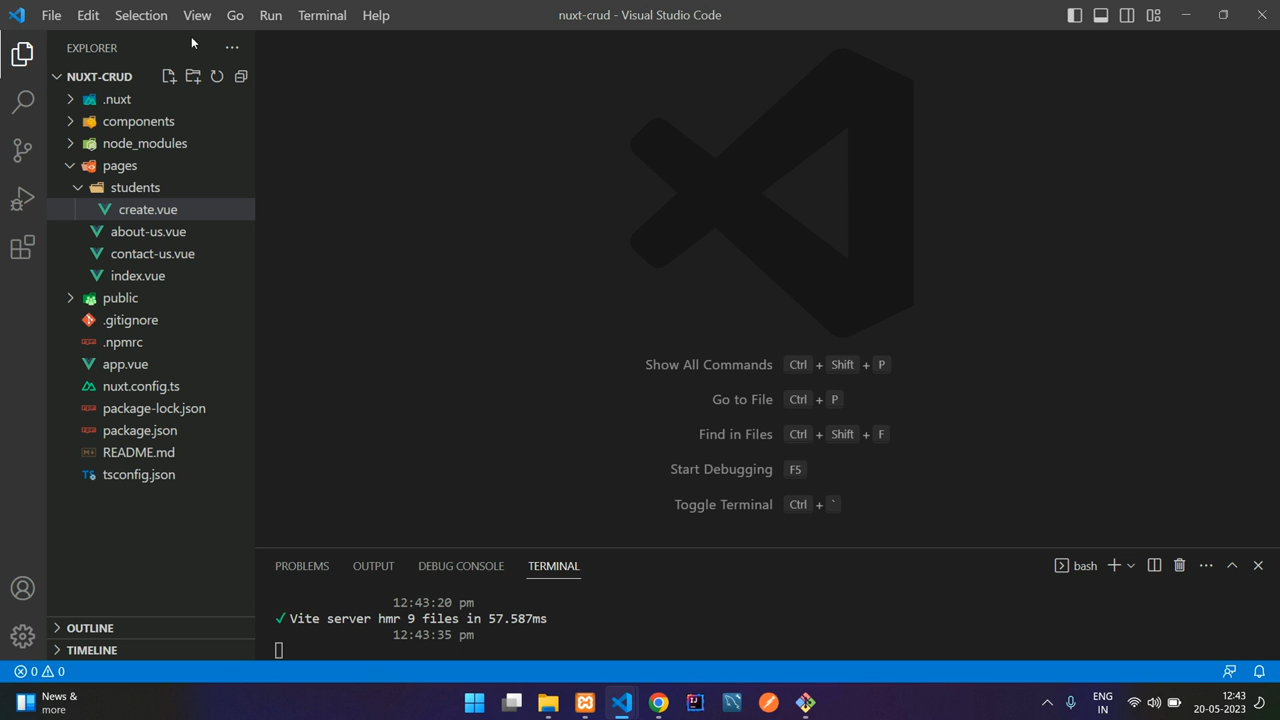 File Edit Selection View Go Run Terminal Help nuxt-crud - Visual Studio Code
EXPLORER
NUXT-CRUD
.nuxt
components
node_modules
pages
students
create.vue
about-us.vue
contact-us.vue
index.vue
public
.gitignore
.npmrc
app.vue
nuxt.config.ts
package-lock.json
package.json
README.md
tsconfig.json
OUTLINE
TIMELINE
Show All Commands Ctrl + Shift + P
Go to File Ctrl + P
Find in Files Ctrl + Shift + F
Start Debugging F5
Toggle Terminal Ctrl + `
PROBLEMS OUTPUT DEBUG CONSOLE TERMINAL bash
12:43:20 pm
✓ Vite server hmr 9 files in 57.587ms
12:43:35 pm
0 0
News &
more
ENG
IN
12:43
20-05-2023